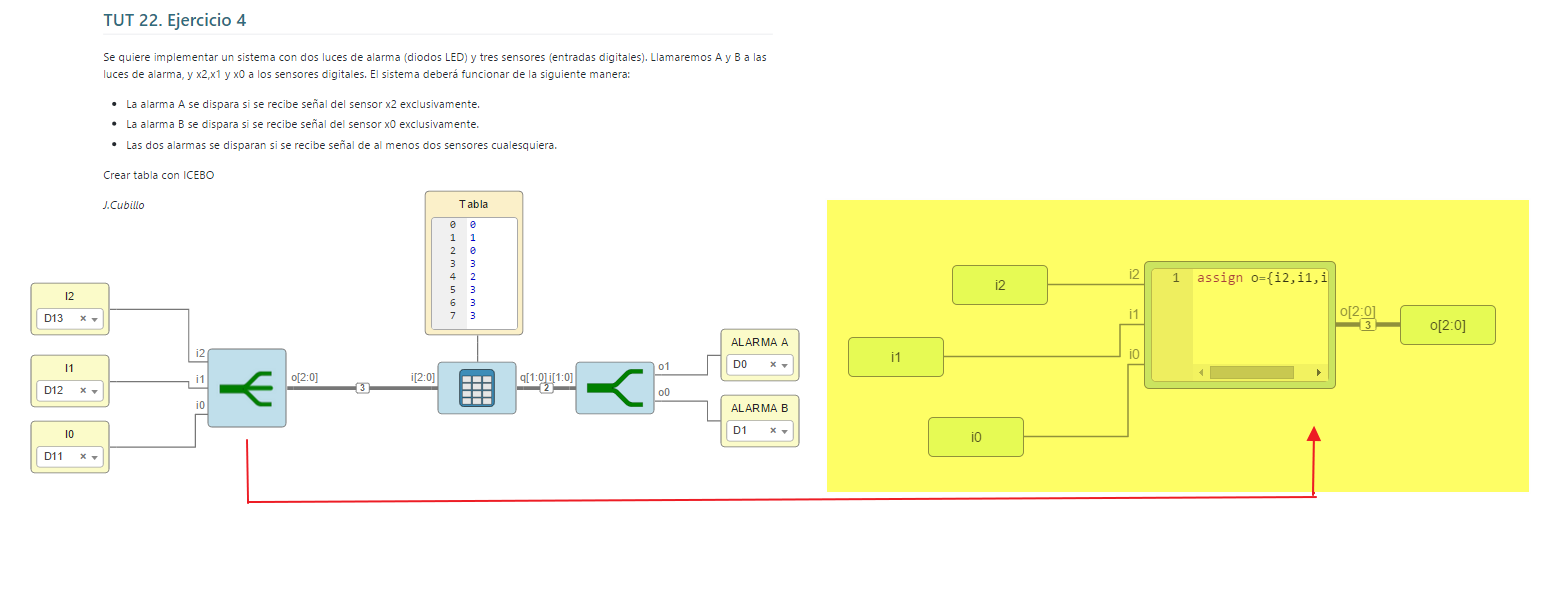 TUT 22. Ejercicio 4
Se quiere implementar un sistema con dos luces de alarma (diodos LED) y tres sensores (entradas digitales). Llamaremos A y B a las
luces de alarma, y x2,x1 y x0 a los sensores digitales. El sistema deberá funcionar de la siguiente manera:
• La alarma A se dispara si se recibe señal del sensor x2 exclusivamente.
• La alarma B se dispara si se recibe señal del sensor x0 exclusivamente.
• Las dos alarmas se disparan si se recibe señal de al menos dos sensores cualesquiera.
Crear tabla con ICEBO
J.Cubillo
Tabla
0 0
1 1
2 0
3 3
4 2
5 3
6 3
7 3
I2
D13
I1
D12
I0
D11
i2
i1
i0
o[2:0]
3
i[2:0]
q[1:0]
2
i[1:0]
o1
o0
ALARMA A
D0
ALARMA B
D1
i2
i1
i0
i2
i1
i0
1 assign o={i2,i1,i
o[2:0]
3
o[2:0]